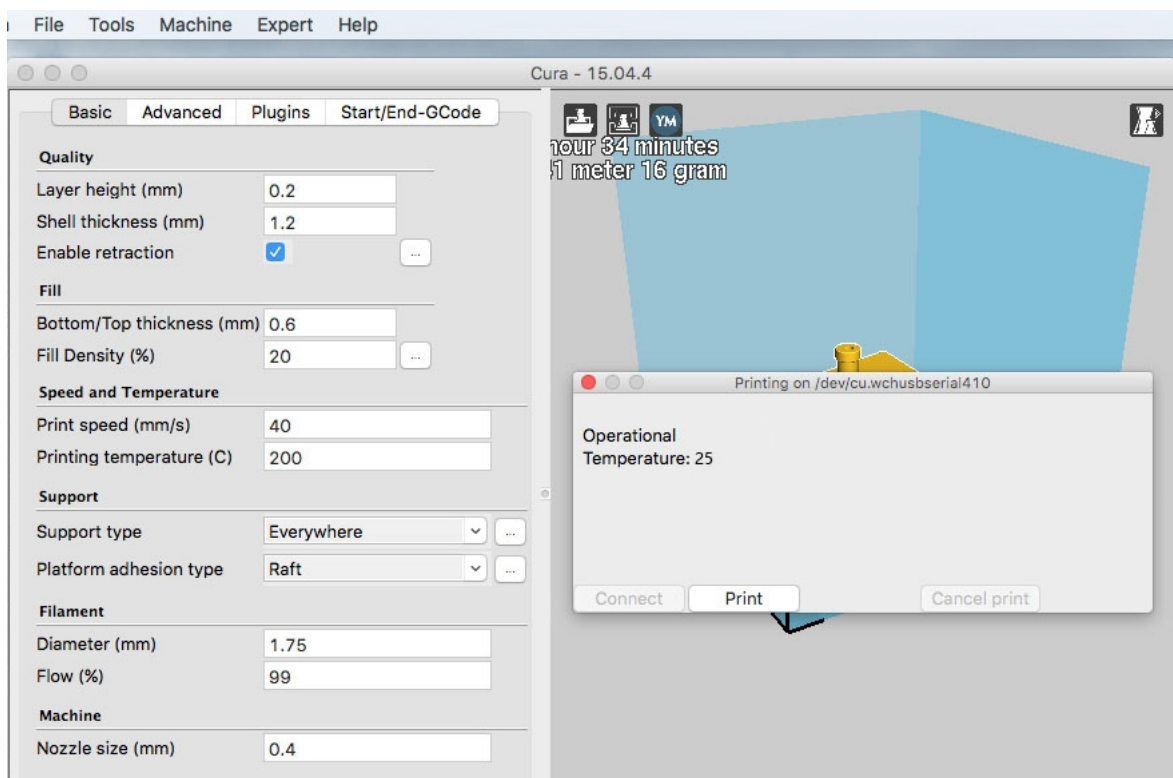 File Tools Machine Expert Help
Cura - 15.04.4
Basic Advanced Plugins Start/End-GCode
YM
34 minutes
meter 16 gram
Quality
Layer height (mm) 0.2
Shell thickness (mm) 1.2
Enable retraction ...
Fill
Bottom/Top thickness (mm) 0.6
Fill Density (%) 20 ...
Speed and Temperature
Print speed (mm/s) 40
Printing temperature (C) 200
Support
Support type Everywhere ...
Platform adhesion type Raft ...
Filament
Diameter (mm) 1.75
Flow (%) 99
Machine
Nozzle size (mm) 0.4
Printing on /dev/cu.wchusbserial410
Operational
Temperature: 25
Connect Print Cancel print